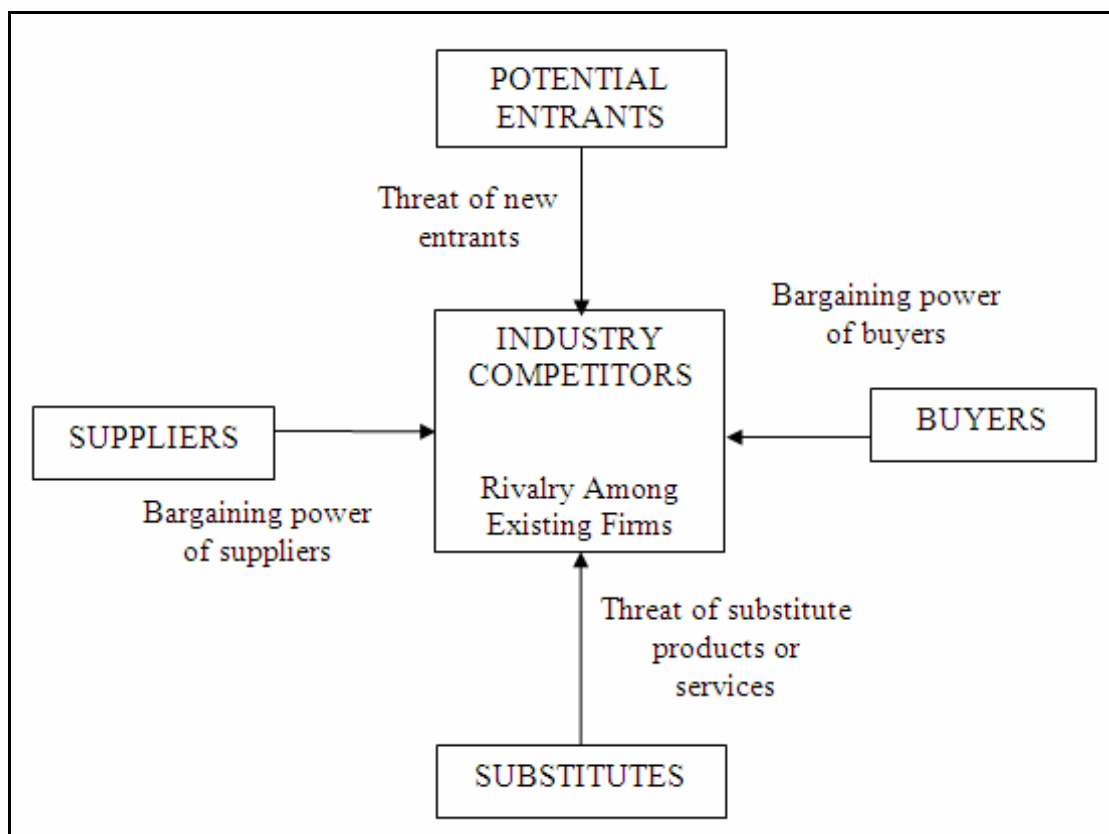 POTENTIAL
ENTRANTS
Threat of new
entrants
Bargaining power
of buyers
INDUSTRY
COMPETITORS
Rivalry Among
Existing Firms
SUPPLIERS
BUYERS
Bargaining power
of suppliers
Threat of substitute
products or
services
SUBSTITUTES